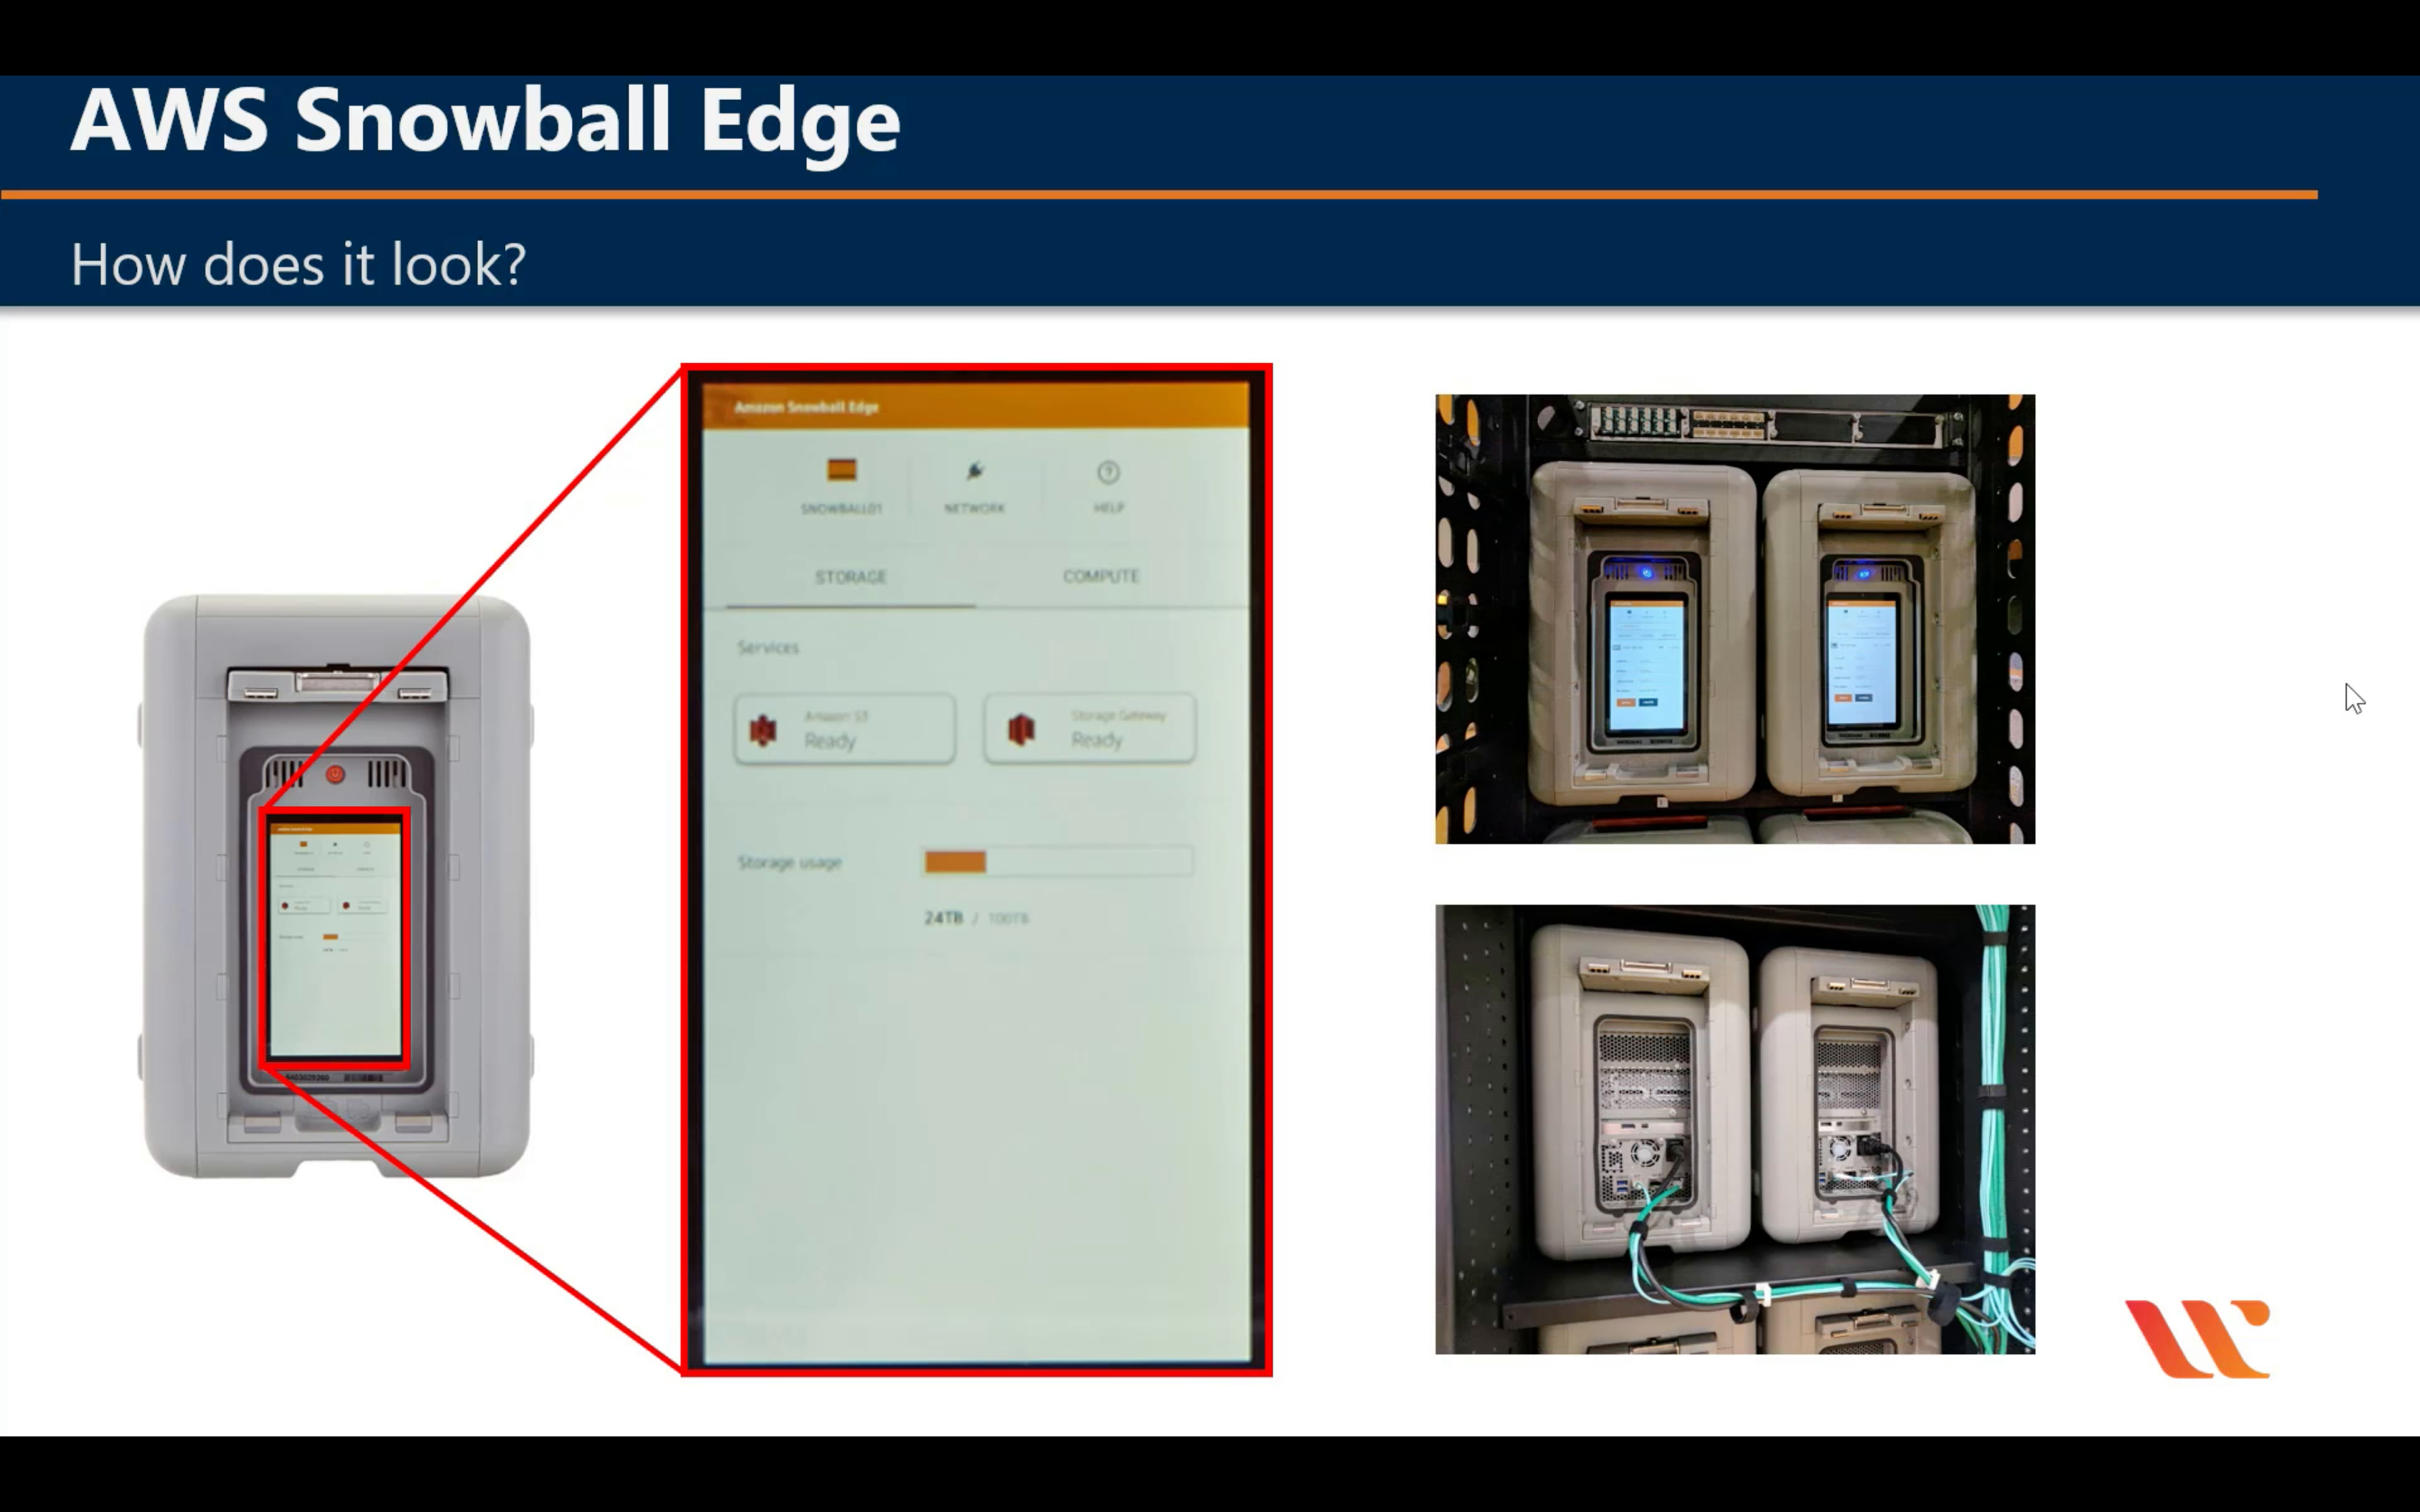 AWS Snowball Edge
How does it look?
Amazon Snowball Edge
SNOWBALL01
NETWORK
HELP
STORAGE
COMPUTE
Services
Amazon S3
Ready
Storage Gateway
Ready
Storage usage
24TB / 100TB